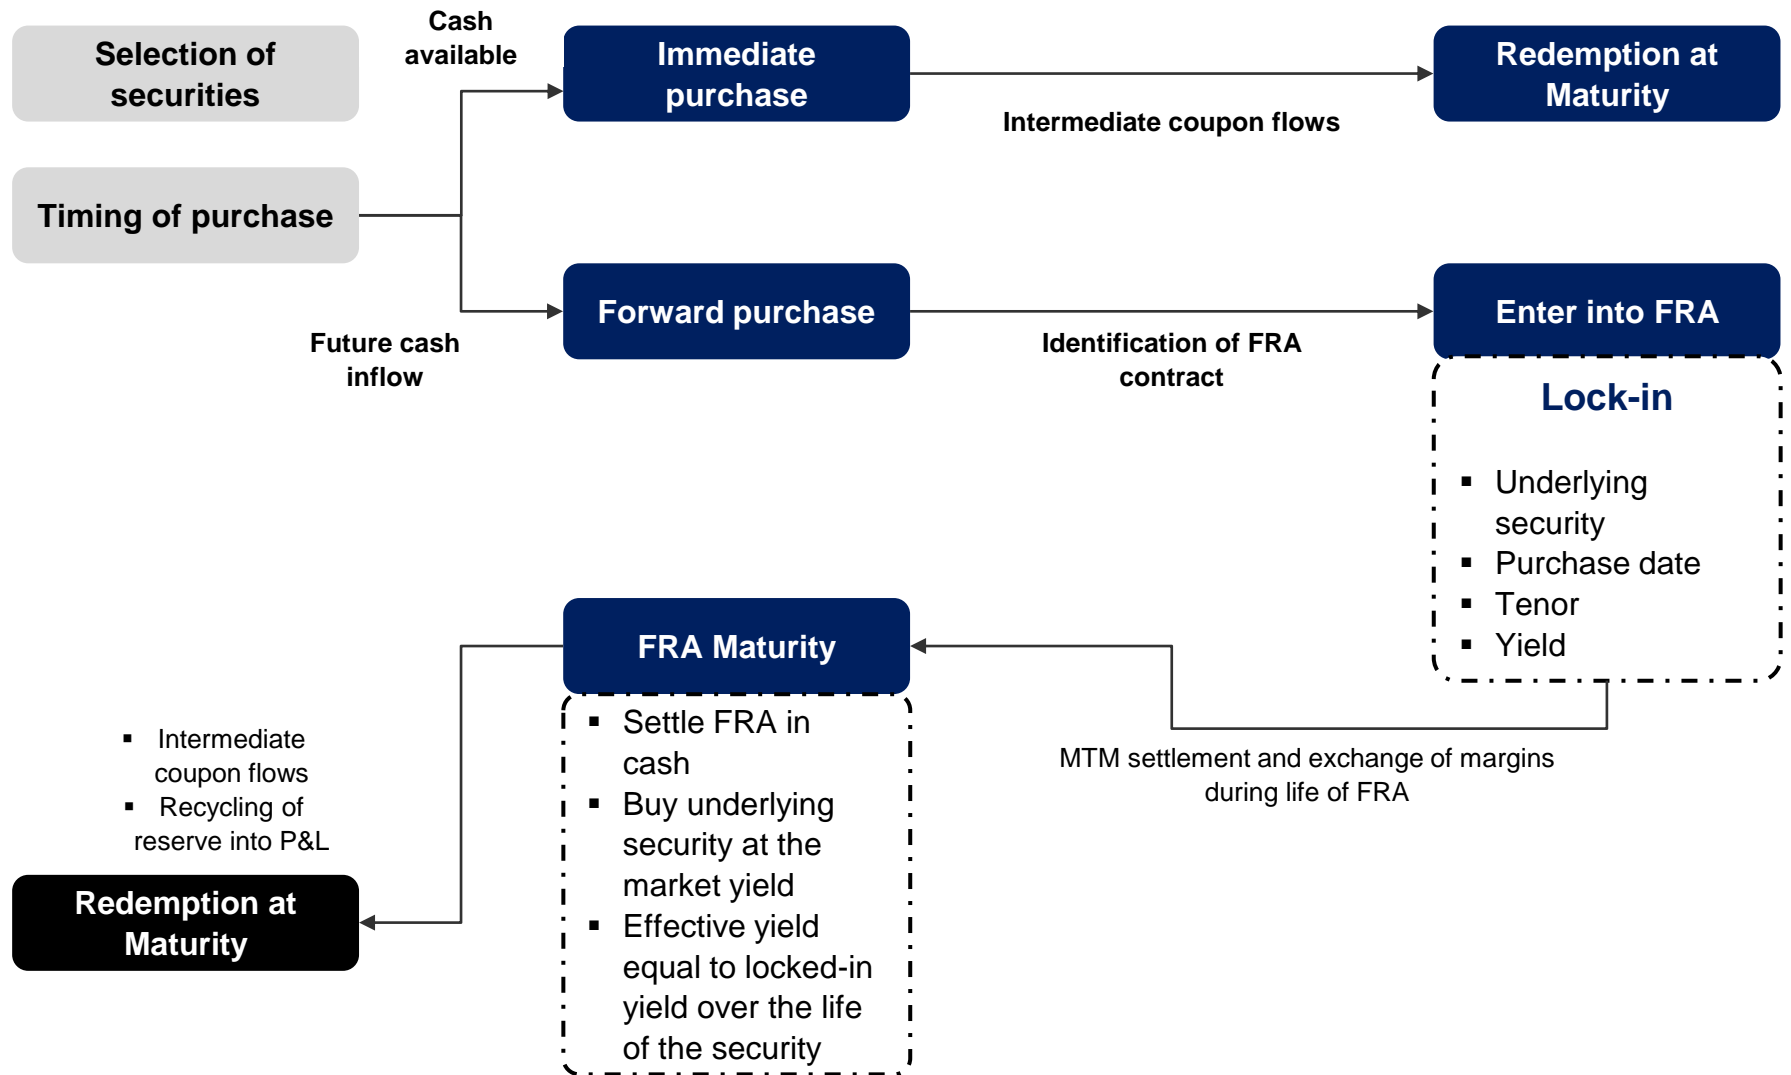 Selection of
securities
Cash
available
Immediate
purchase
Intermediate coupon flows
Redemption at
Maturity
Timing of purchase
Future cash
inflow
Forward purchase
Identification of FRA
contract
Enter into FRA
Lock-in
▪ Underlying
security
▪ Purchase date
▪ Tenor
▪ Yield
MTM settlement and exchange of margins
during life of FRA
FRA Maturity
▪ Settle FRA in
cash
▪ Buy underlying
security at the
market yield
▪ Effective yield
equal to locked-in
yield over the life
of the security
▪ Intermediate
coupon flows
▪ Recycling of
reserve into P&L
Redemption at
Maturity